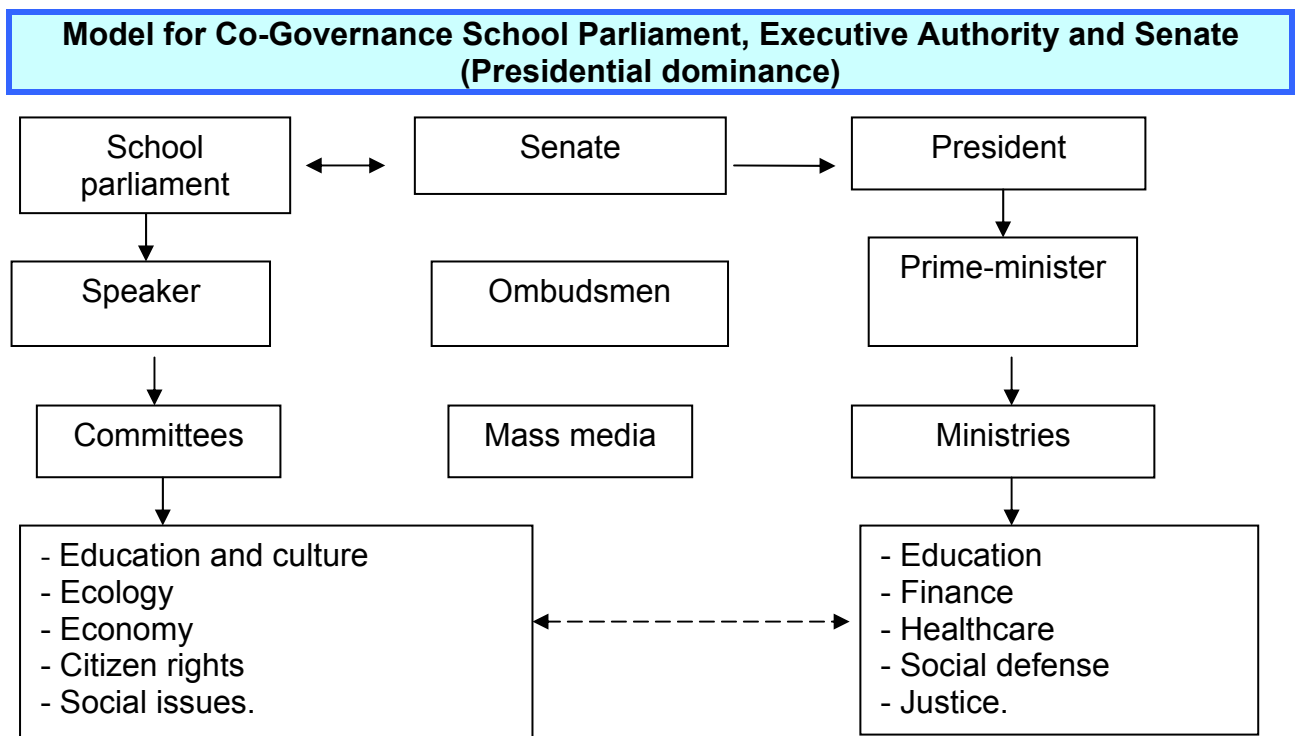 Model for Co-Governance School Parliament, Executive Authority and Senate
(Presidential dominance)
School
parliament
Senate
President
Speaker
Ombudsmen
Prime-minister
Committees
Mass media
Ministries
- Education and culture
- Ecology
- Economy
- Citizen rights
- Social issues.
- Education
- Finance
- Healthcare
- Social defense
- Justice.